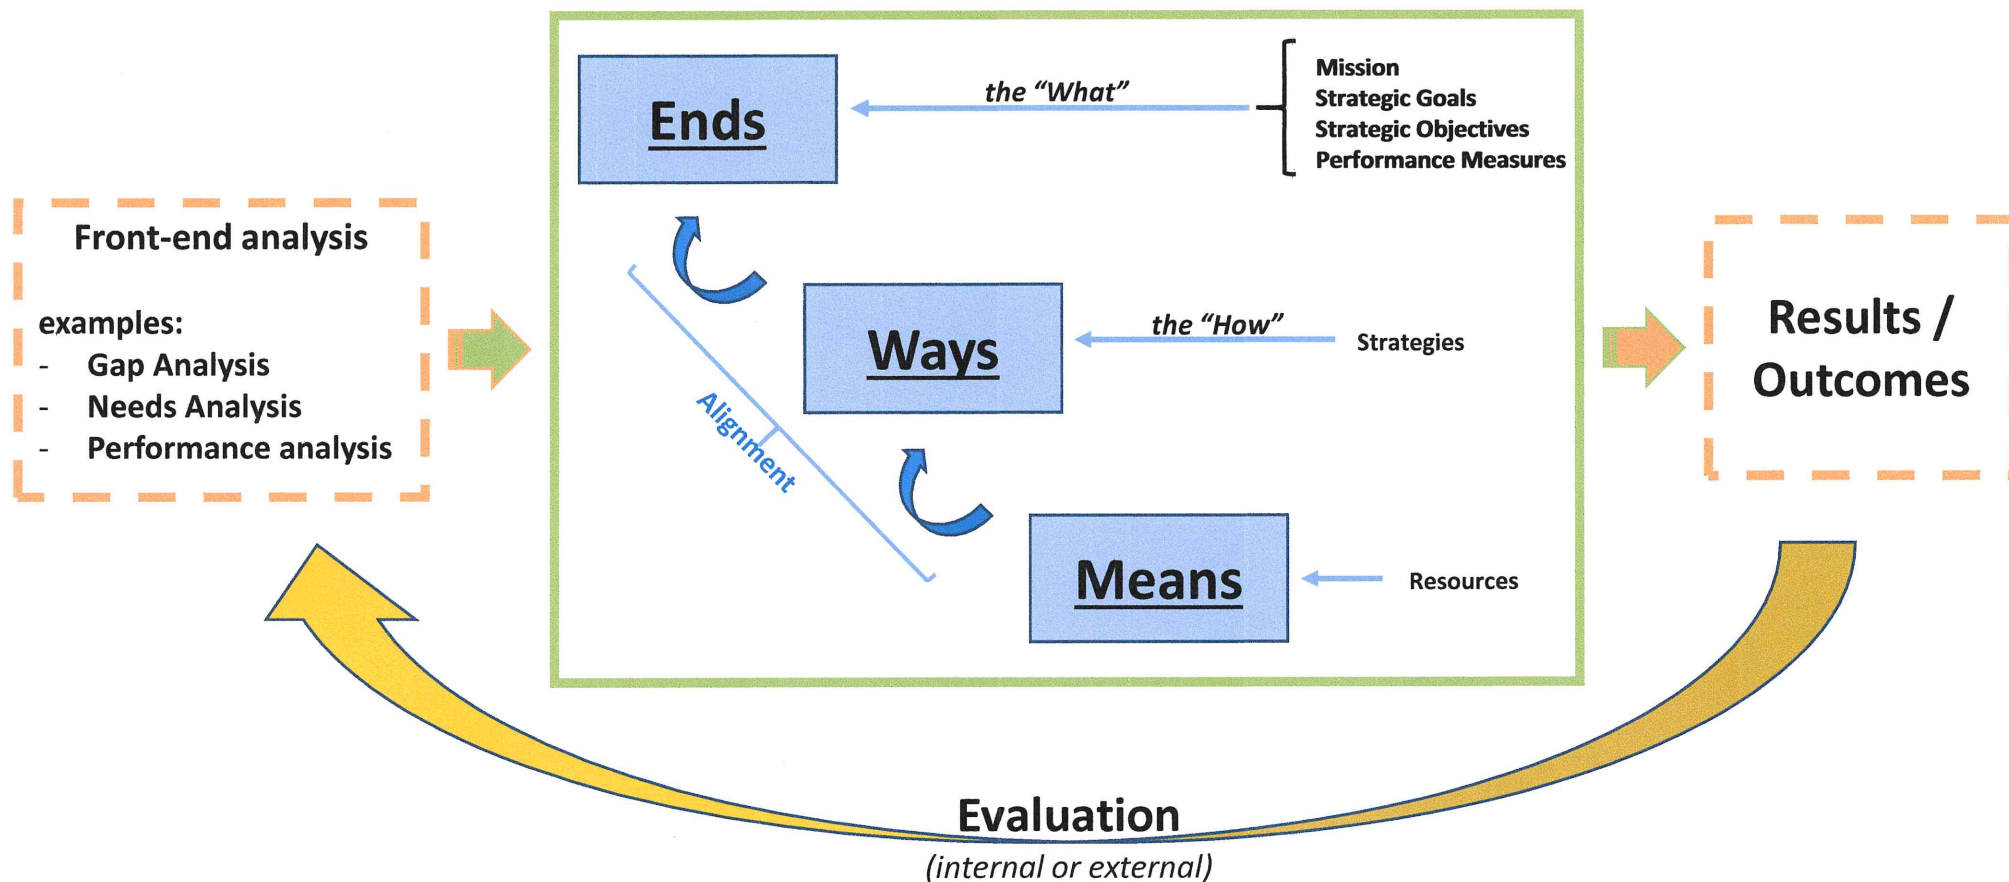 Front-end analysis
examples:
- Gap Analysis
- Needs Analysis
- Performance analysis
Ends
the “What”
Mission
Strategic Goals
Strategic Objectives
Performance Measures
Ways
the “How”
Strategies
Alignment
Means
Resources
Results /
Outcomes
Evaluation
(internal or external)